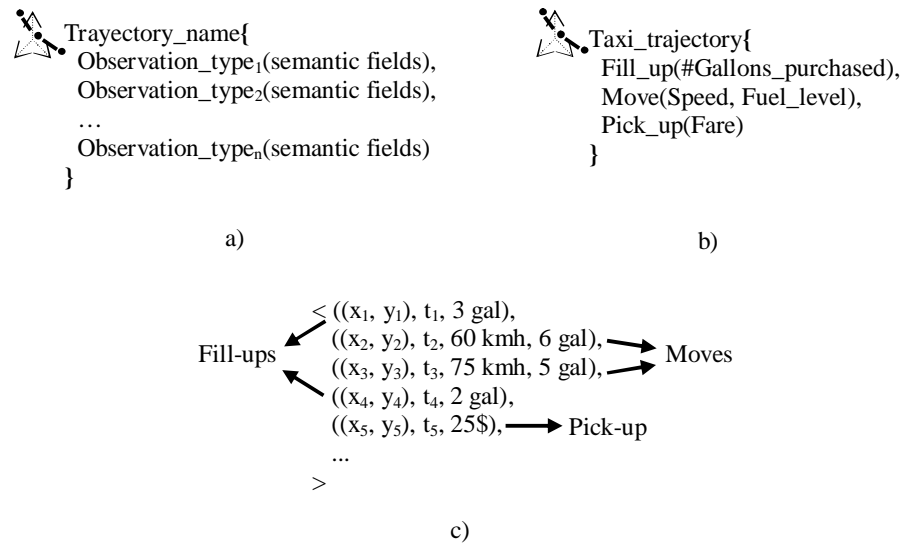 Trayectory_name{
Observation_type₁(semantic fields),
Observation_type₂(semantic fields),
…
Observation_typeₙ(semantic fields)
}
a)
Taxi_trajectory{
Fill_up(#Gallons_purchased),
Move(Speed, Fuel_level),
Pick_up(Fare)
}
b)
< ((x₁, y₁), t₁, 3 gal),
((x₂, y₂), t₂, 60 kmh, 6 gal),
Fill-ups
Moves
((x₃, y₃), t₃, 75 kmh, 5 gal),
((x₄, y₄), t₄, 2 gal),
((x₅, y₅), t₅, 25$),
Pick-up
...
>
c)